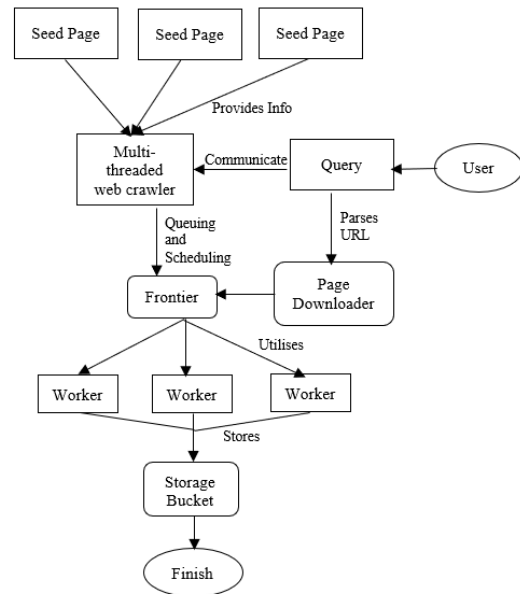 Seed Page
Seed Page
Seed Page
Provides Info
Multi-
threaded
web crawler
Communicate
Query
User
Queuing
and
Scheduling
Parses
URL
Frontier
Page
Downloader
Utilises
Worker
Worker
Worker
Stores
Storage
Bucket
Finish